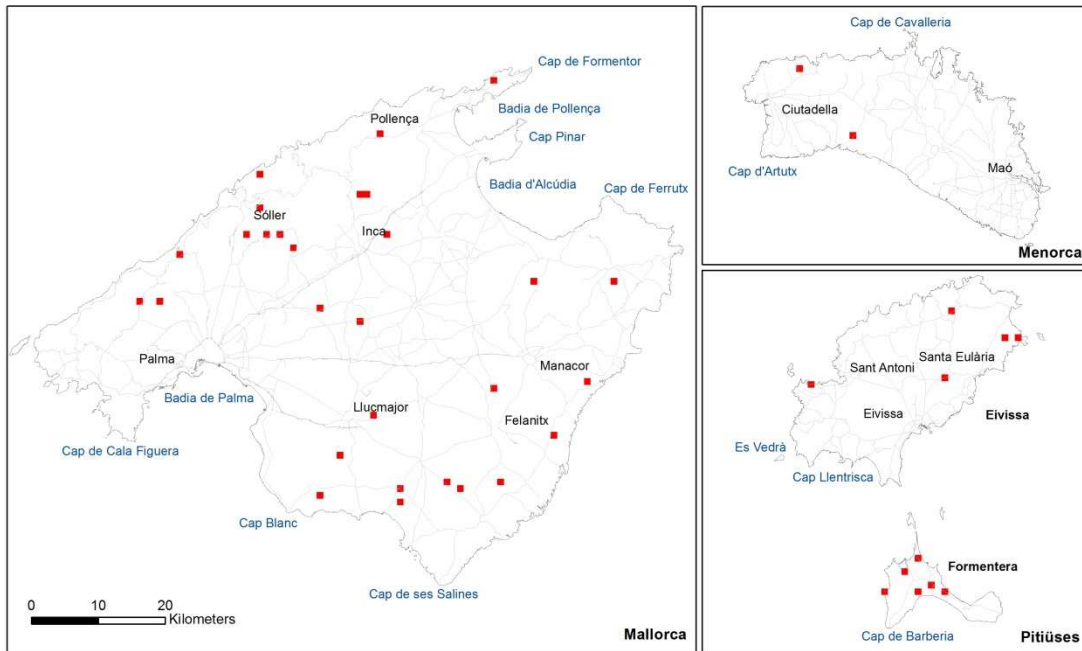 Cap de Formentor
Badia de Pollença
Pollença
Cap Pinar
Badia d'Alcúdia
Cap de Ferrutx
Sóller
Inca
Palma
Manacor
Badia de Palma
Llucmajor
Felanitx
Cap de Cala Figuera
Cap Blanc
Cap de ses Salines
0 10 20
Kilometers
Mallorca
Cap de Cavalleria
Ciutadella
Cap d'Artutx
Maó
Menorca
Santa Eulària
Sant Antoni
Eivissa
Eivissa
Es Vedrà
Cap Llentrisca
Formentera
Cap de Barberia
Pitiüses